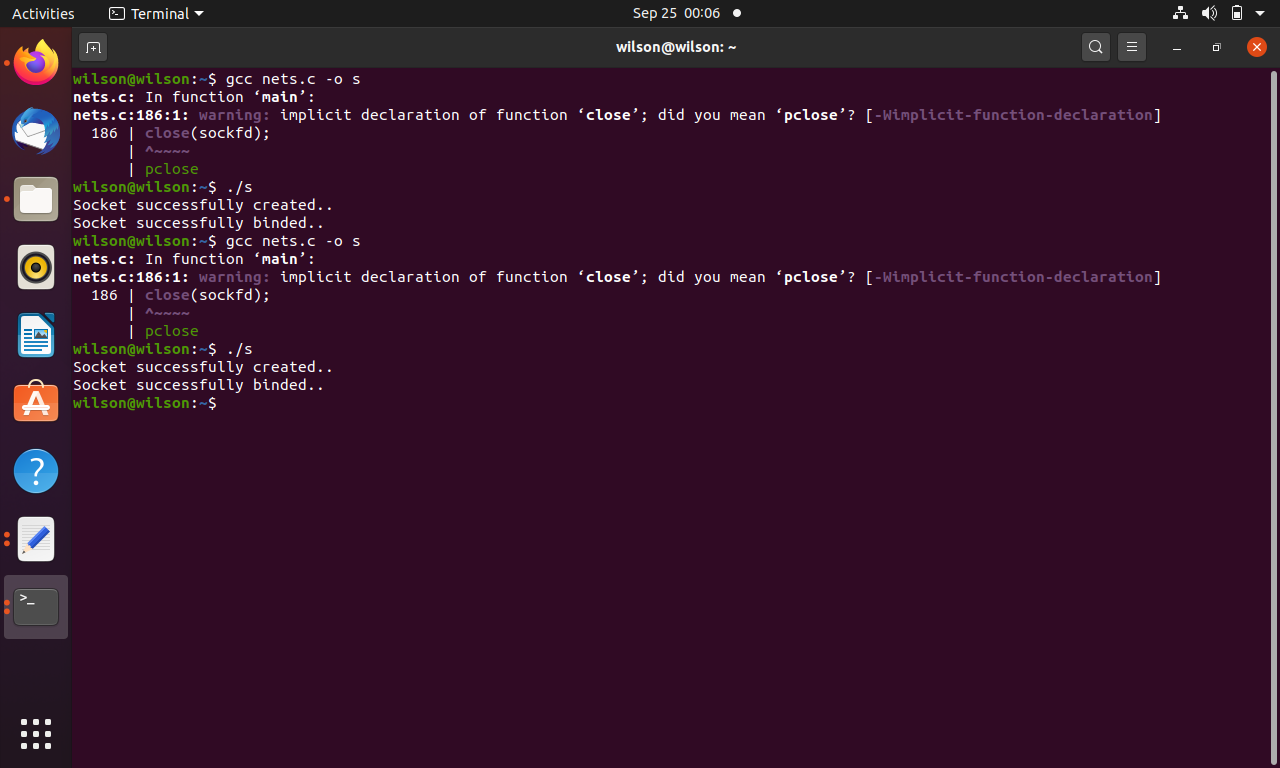 Activities
Terminal
Sep 25 00:06
wilson@wilson: ~
wilson@wilson:~$ gcc nets.c -o s
nets.c: In function ‘main’:
nets.c:186:1: warning: implicit declaration of function ‘close’; did you mean ‘pclose’? [-Wimplicit-function-declaration]
  186 | close(sockfd);
      | ^~~~~
      | pclose
wilson@wilson:~$ ./s
Socket successfully created..
Socket successfully binded..
wilson@wilson:~$ gcc nets.c -o s
nets.c: In function ‘main’:
nets.c:186:1: warning: implicit declaration of function ‘close’; did you mean ‘pclose’? [-Wimplicit-function-declaration]
  186 | close(sockfd);
      | ^~~~~
      | pclose
wilson@wilson:~$ ./s
Socket successfully created..
Socket successfully binded..
wilson@wilson:~$